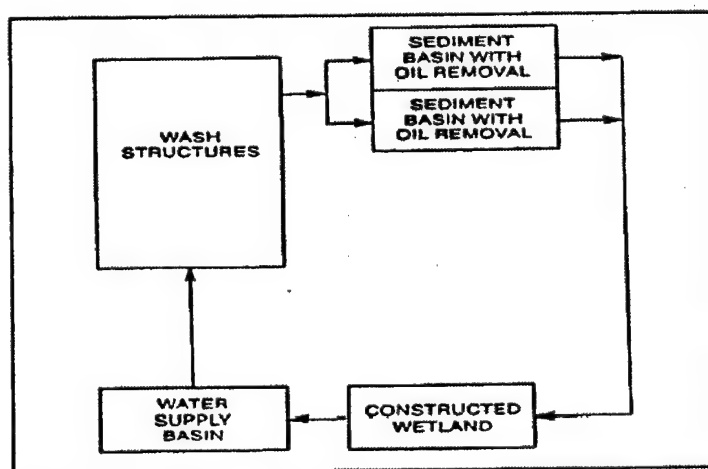 SEDIMENT
BASIN WITH
OIL REMOVAL
SEDIMENT
BASIN WITH
OIL REMOVAL
WASH
STRUCTURES
WATER
SUPPLY
BASIN
CONSTRUCTED
WETLAND